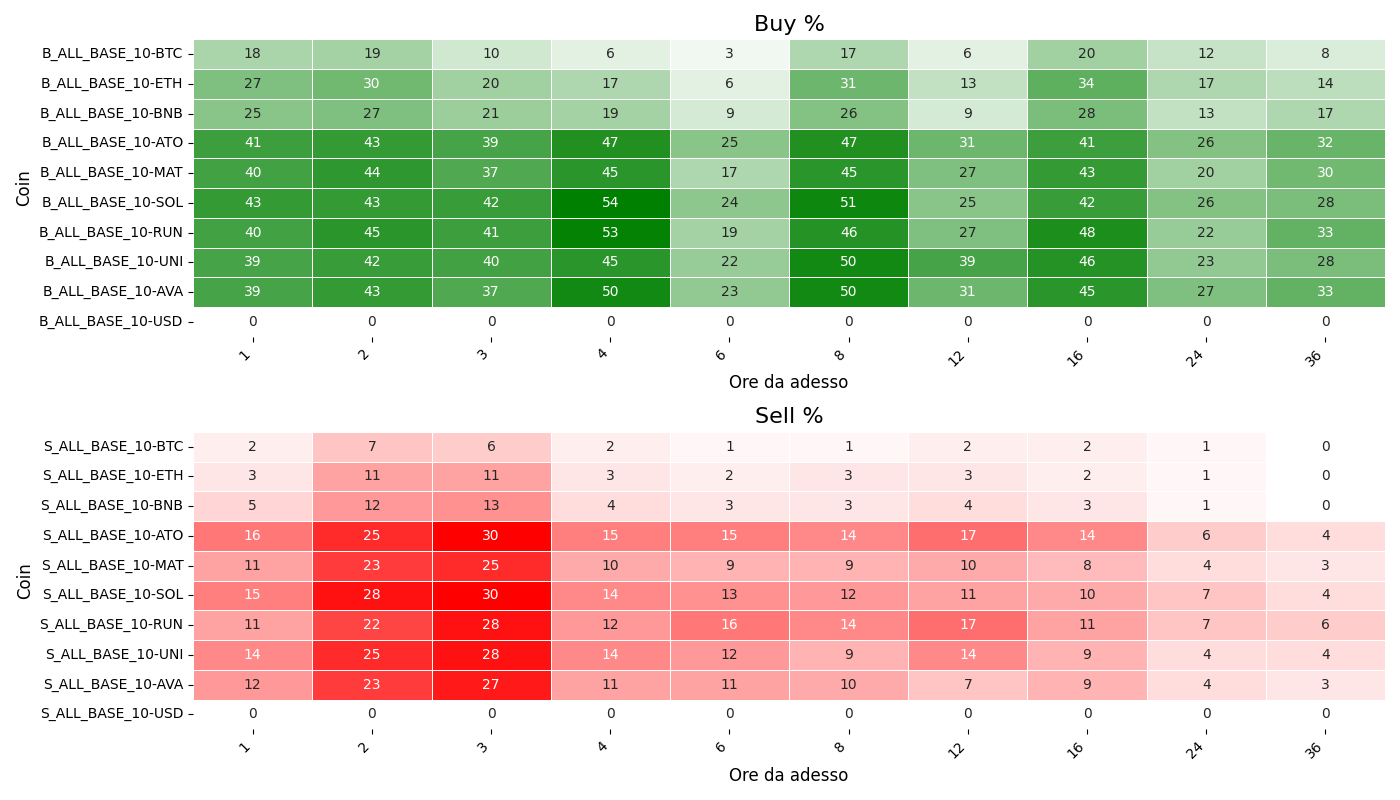 Buy %
Coin
B_ALL_BASE_10-BTC 18 19 10 6 3 17 6 20 12 8
B_ALL_BASE_10-ETH 27 30 20 17 6 31 13 34 17 14
B_ALL_BASE_10-BNB 25 27 21 19 9 26 9 28 13 17
B_ALL_BASE_10-ATO 41 43 39 47 25 47 31 41 26 32
B_ALL_BASE_10-MAT 40 44 37 45 17 45 27 43 20 30
B_ALL_BASE_10-SOL 43 43 42 54 24 51 25 42 26 28
B_ALL_BASE_10-RUN 40 45 41 53 19 46 27 48 22 33
B_ALL_BASE_10-UNI 39 42 40 45 22 50 39 46 23 28
B_ALL_BASE_10-AVA 39 43 37 50 23 50 31 45 27 33
B_ALL_BASE_10-USD 0 0 0 0 0 0 0 0 0 0
1 2 3 4 6 8 12 16 24 36
Ore da adesso
Sell %
Coin
S_ALL_BASE_10-BTC 2 7 6 2 1 1 2 2 1 0
S_ALL_BASE_10-ETH 3 11 11 3 2 3 3 2 1 0
S_ALL_BASE_10-BNB 5 12 13 4 3 3 4 3 1 0
S_ALL_BASE_10-ATO 16 25 30 15 15 14 17 14 6 4
S_ALL_BASE_10-MAT 11 23 25 10 9 9 10 8 4 3
S_ALL_BASE_10-SOL 15 28 30 14 13 12 11 10 7 4
S_ALL_BASE_10-RUN 11 22 28 12 16 14 17 11 7 6
S_ALL_BASE_10-UNI 14 25 28 14 12 9 14 9 4 4
S_ALL_BASE_10-AVA 12 23 27 11 11 10 7 9 4 3
S_ALL_BASE_10-USD 0 0 0 0 0 0 0 0 0 0
1 2 3 4 6 8 12 16 24 36
Ore da adesso